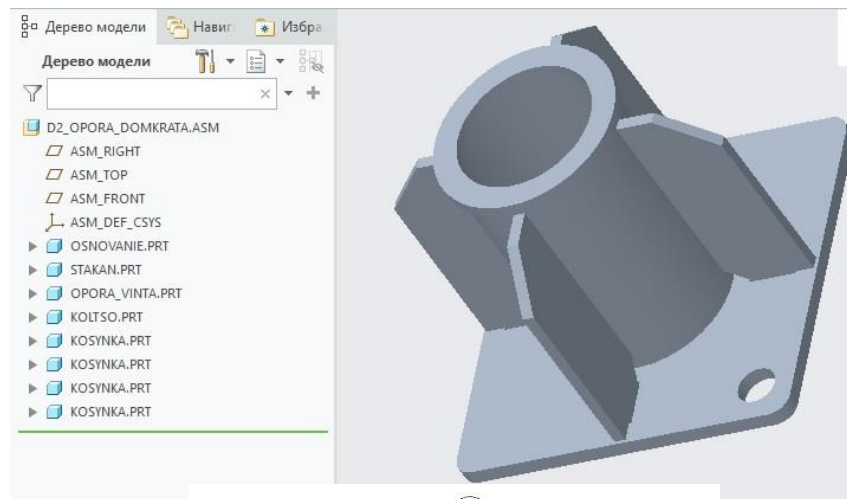 Дерево модели Навиг Избра
Дерево модели
D2_OPORA_DOMKRATA.ASM
ASM_RIGHT
ASM_TOP
ASM_FRONT
ASM_DEF_CSYS
OSNOVANIE.PRT
STAKAN.PRT
OPORA_VINTA.PRT
KOLTSO.PRT
KOSYNKA.PRT
KOSYNKA.PRT
KOSYNKA.PRT
KOSYNKA.PRT